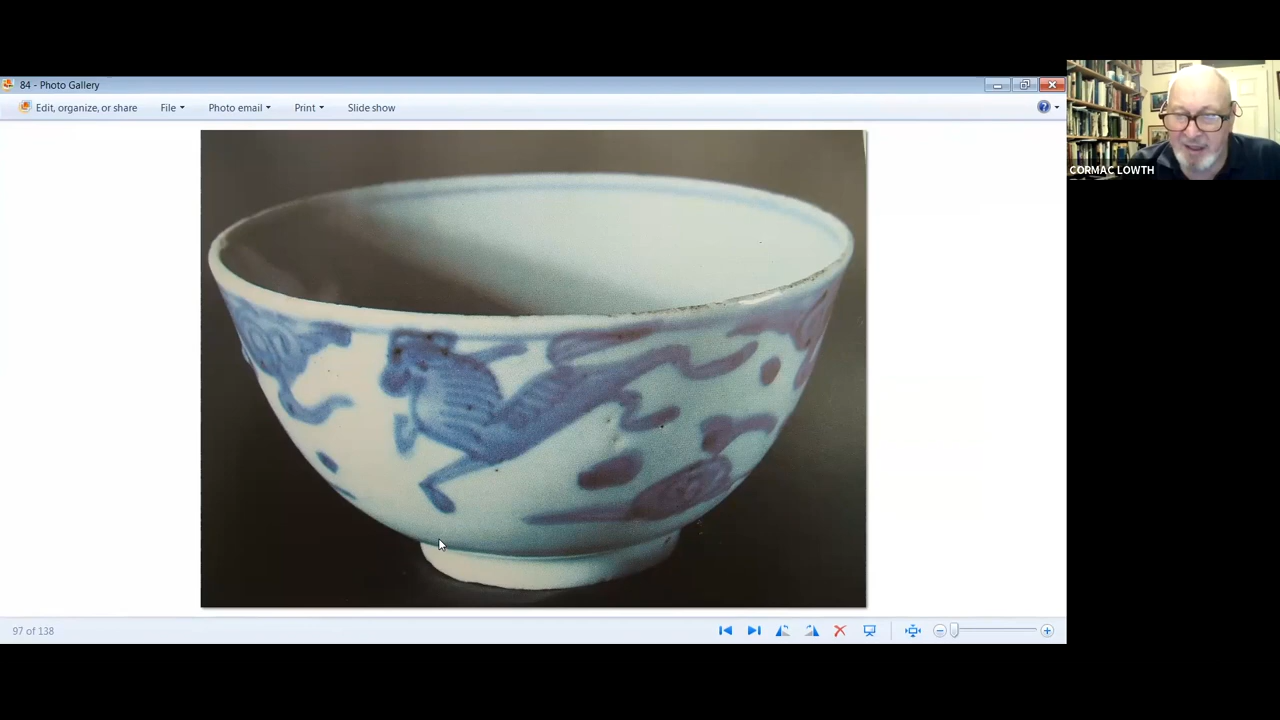 84 - Photo Gallery
Edit, organize, or share File Photo email Print Slide show
CORMAC LOWTH
97 of 138